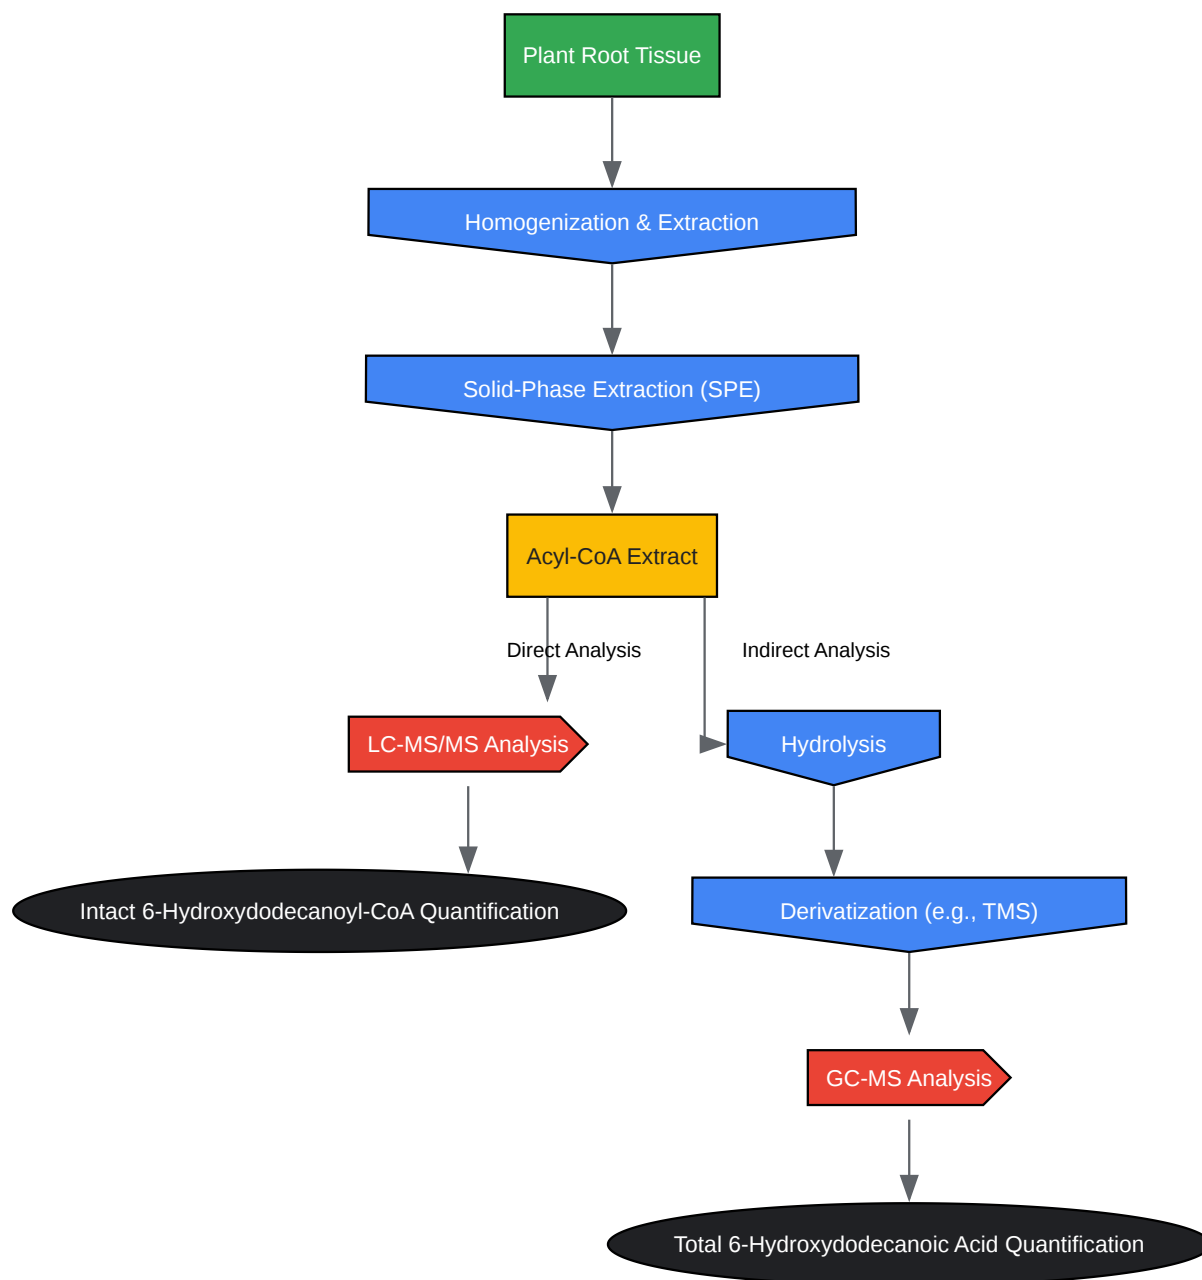 Plant Root Tissue
Homogenization & Extraction
Solid-Phase Extraction (SPE)
Acyl-CoA Extract
Direct Analysis
Indirect Analysis
LC-MS/MS Analysis
Hydrolysis
Intact 6-Hydroxydodecanoyl-CoA Quantification
Derivatization (e.g., TMS)
GC-MS Analysis
Total 6-Hydroxydodecanoic Acid Quantification